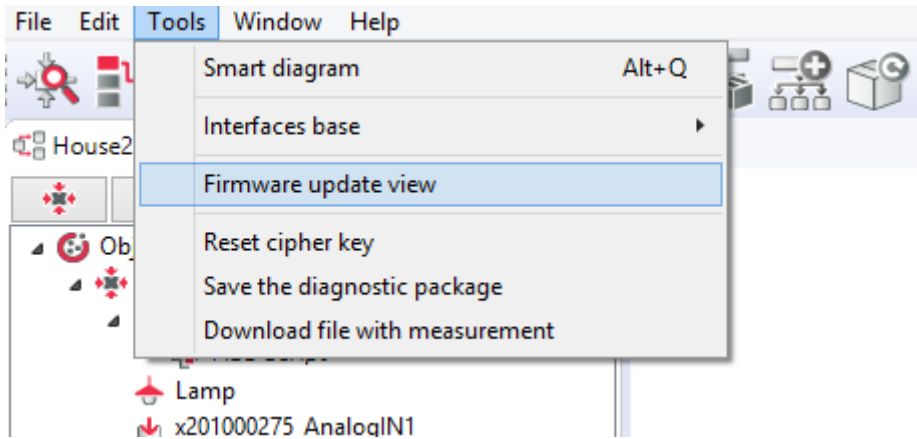 File Edit Tools Window Help
Smart diagram Alt+Q
Interfaces base
House2
Firmware update view
Obj
Reset cipher key
Save the diagnostic package
Download file with measurement
Lamp
x201000275_AnalogIN1